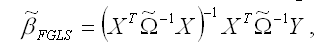 β̃_FGLS = (X^T Ω̃^-1 X)^-1 X^T Ω̃^-1 Y ,